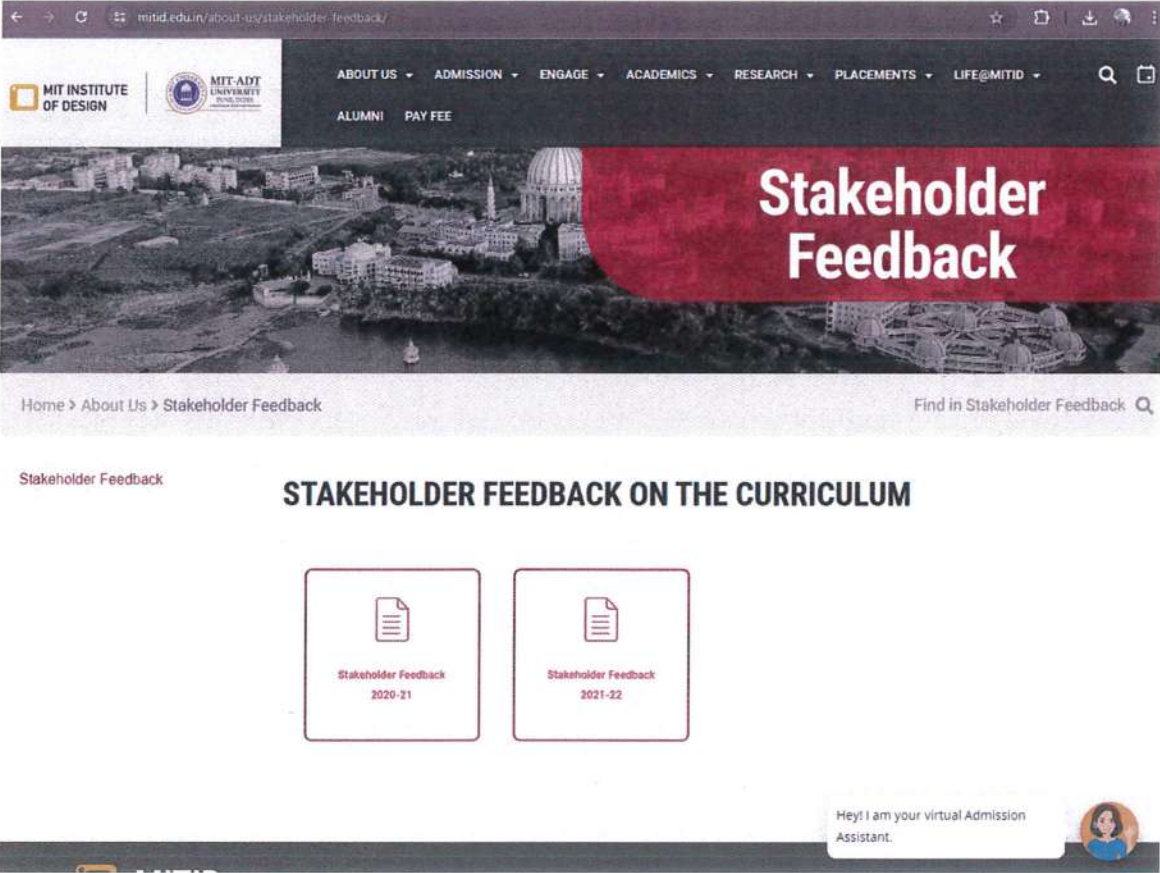 mitid.edu.in/about-us/stakeholder-feedback/
MIT INSTITUTE
OF DESIGN
MIT-ADT
UNIVERSITY
PUNE, INDIA
ABOUT US
ADMISSION
ENGAGE
ACADEMICS
RESEARCH
PLACEMENTS
LIFE@MITID
ALUMNI
PAY FEE
Stakeholder
Feedback
Home > About Us > Stakeholder Feedback
Find in Stakeholder Feedback
Stakeholder Feedback
STAKEHOLDER FEEDBACK ON THE CURRICULUM
Stakeholder Feedback
2020-21
Stakeholder Feedback
2021-22
Hey! I am your virtual Admission
Assistant.